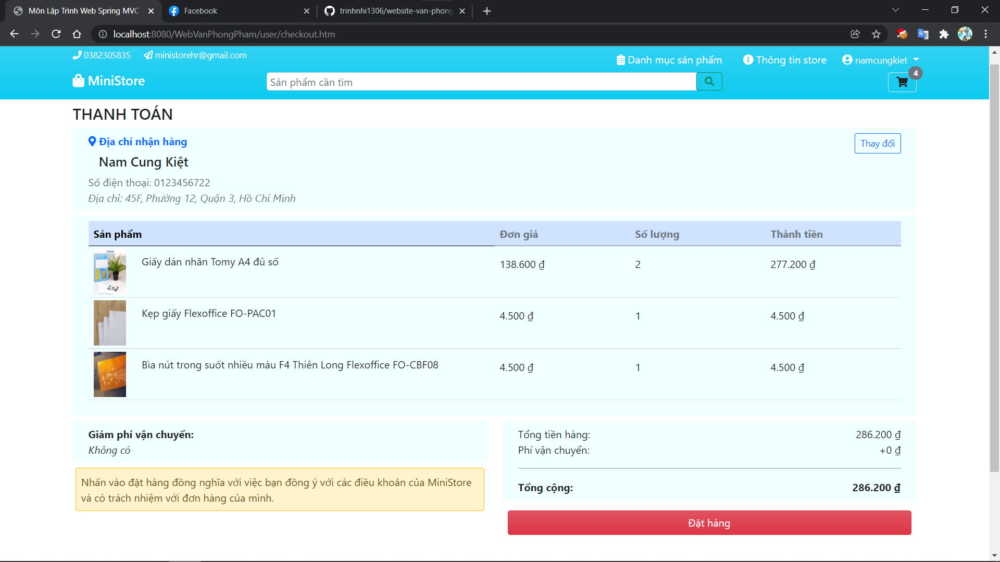 Môn Lập Trình Web Spring MVC
Facebook
trinhnhi1306/website-van-phong
localhost:8080/WebVanPhongPham/user/checkout.htm
0382305835
ministorehr@gmail.com
Danh mục sản phẩm
Thông tin store
namcungkiet
MiniStore
Sản phẩm cần tìm
4
THANH TOÁN
Địa chỉ nhận hàng
Thay đổi
Nam Cung Kiệt
Số điện thoại: 0123456722
Địa chỉ: 45F, Phường 12, Quận 3, Hồ Chí Minh
Sản phẩm Đơn giá Số lượng Thành tiền
Giấy dán nhãn Tomy A4 đủ số 138.600 ₫ 2 277.200 ₫
Kẹp giấy Flexoffice FO-PAC01 4.500 ₫ 1 4.500 ₫
Bìa nút trong suốt nhiều màu F4 Thiên Long Flexoffice FO-CBF08 4.500 ₫ 1 4.500 ₫
Giảm phí vận chuyển:
Không có
Nhấn vào đặt hàng đồng nghĩa với việc bạn đồng ý với các điều khoản của MiniStore
và có trách nhiệm với đơn hàng của mình.
Tổng tiền hàng: 286.200 ₫
Phí vận chuyển: +0 ₫
Tổng cộng: 286.200 ₫
Đặt hàng